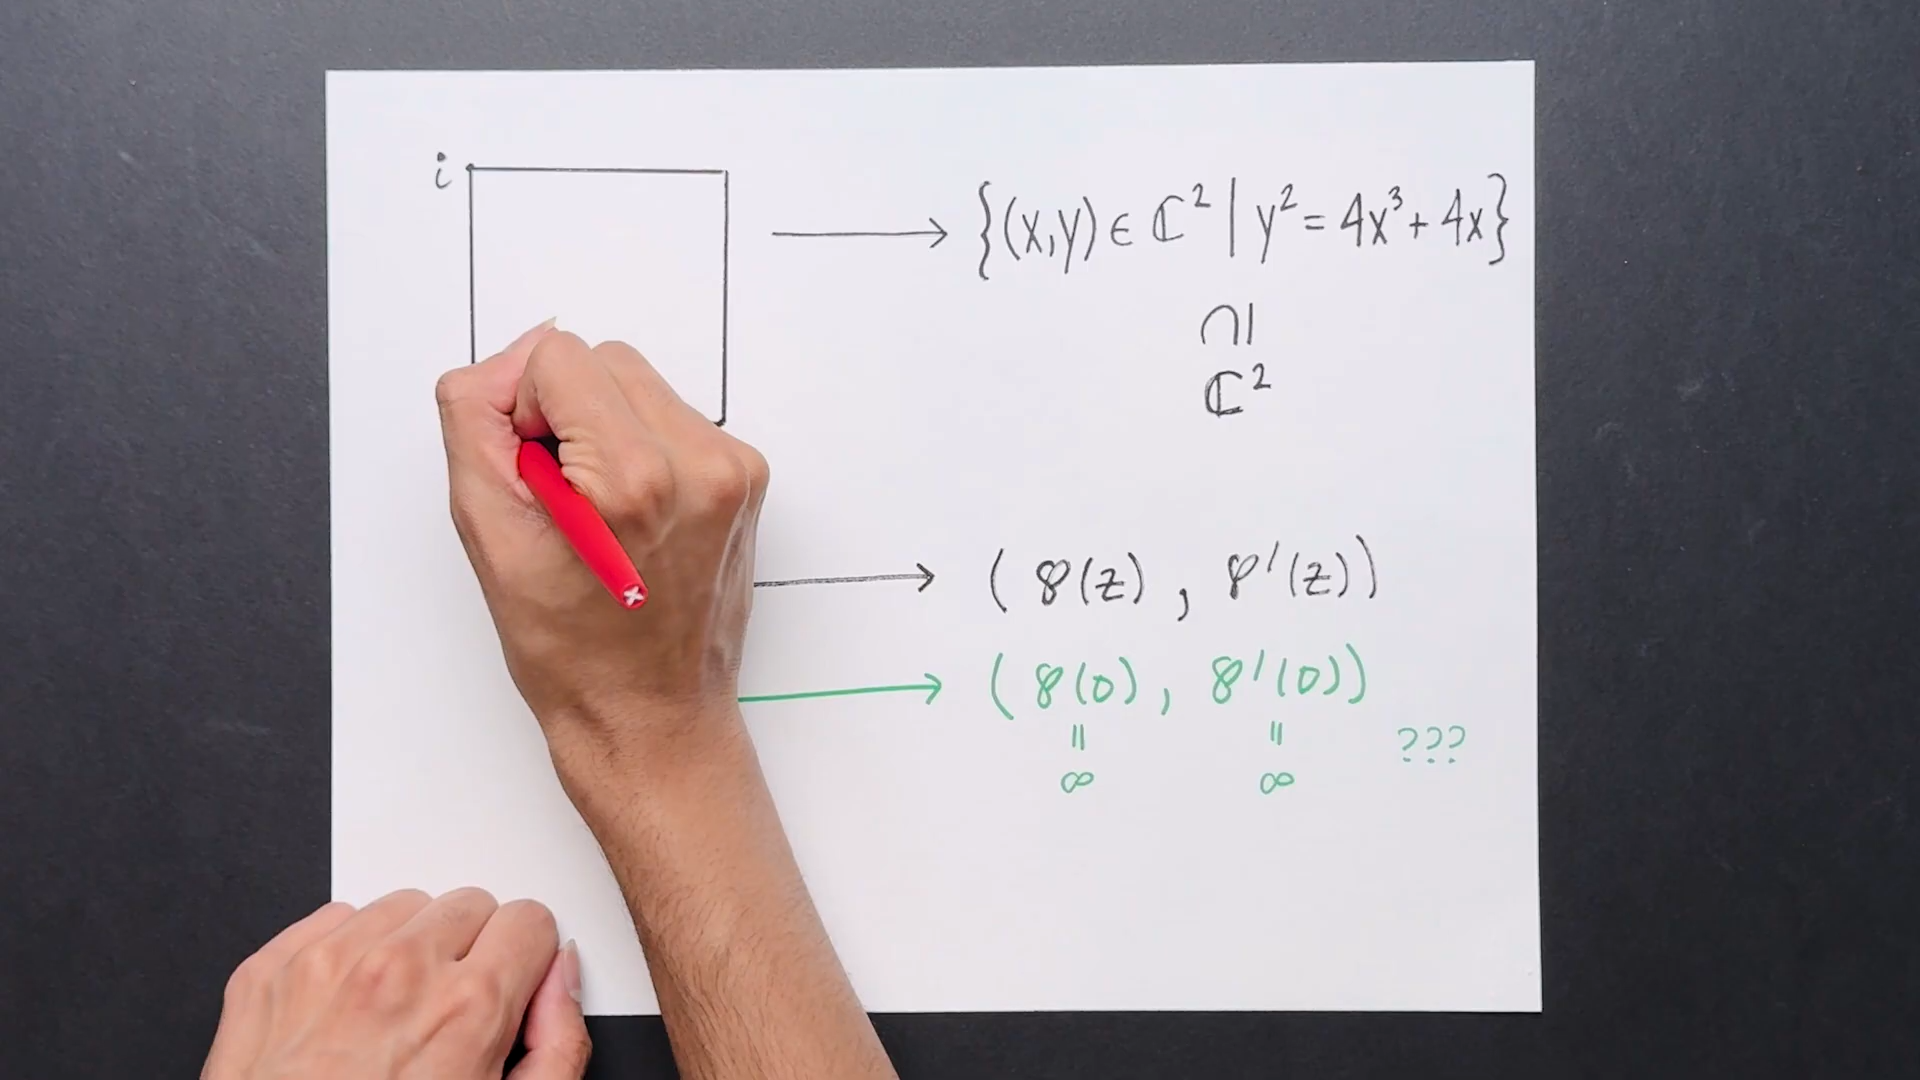 i
{(x,y) ∈ ℂ² | y² = 4x³ + 4x}
∩|
ℂ²
(℘(z), ℘'(z))
(℘(0), ℘'(0))
|| ||
∞ ∞ ???